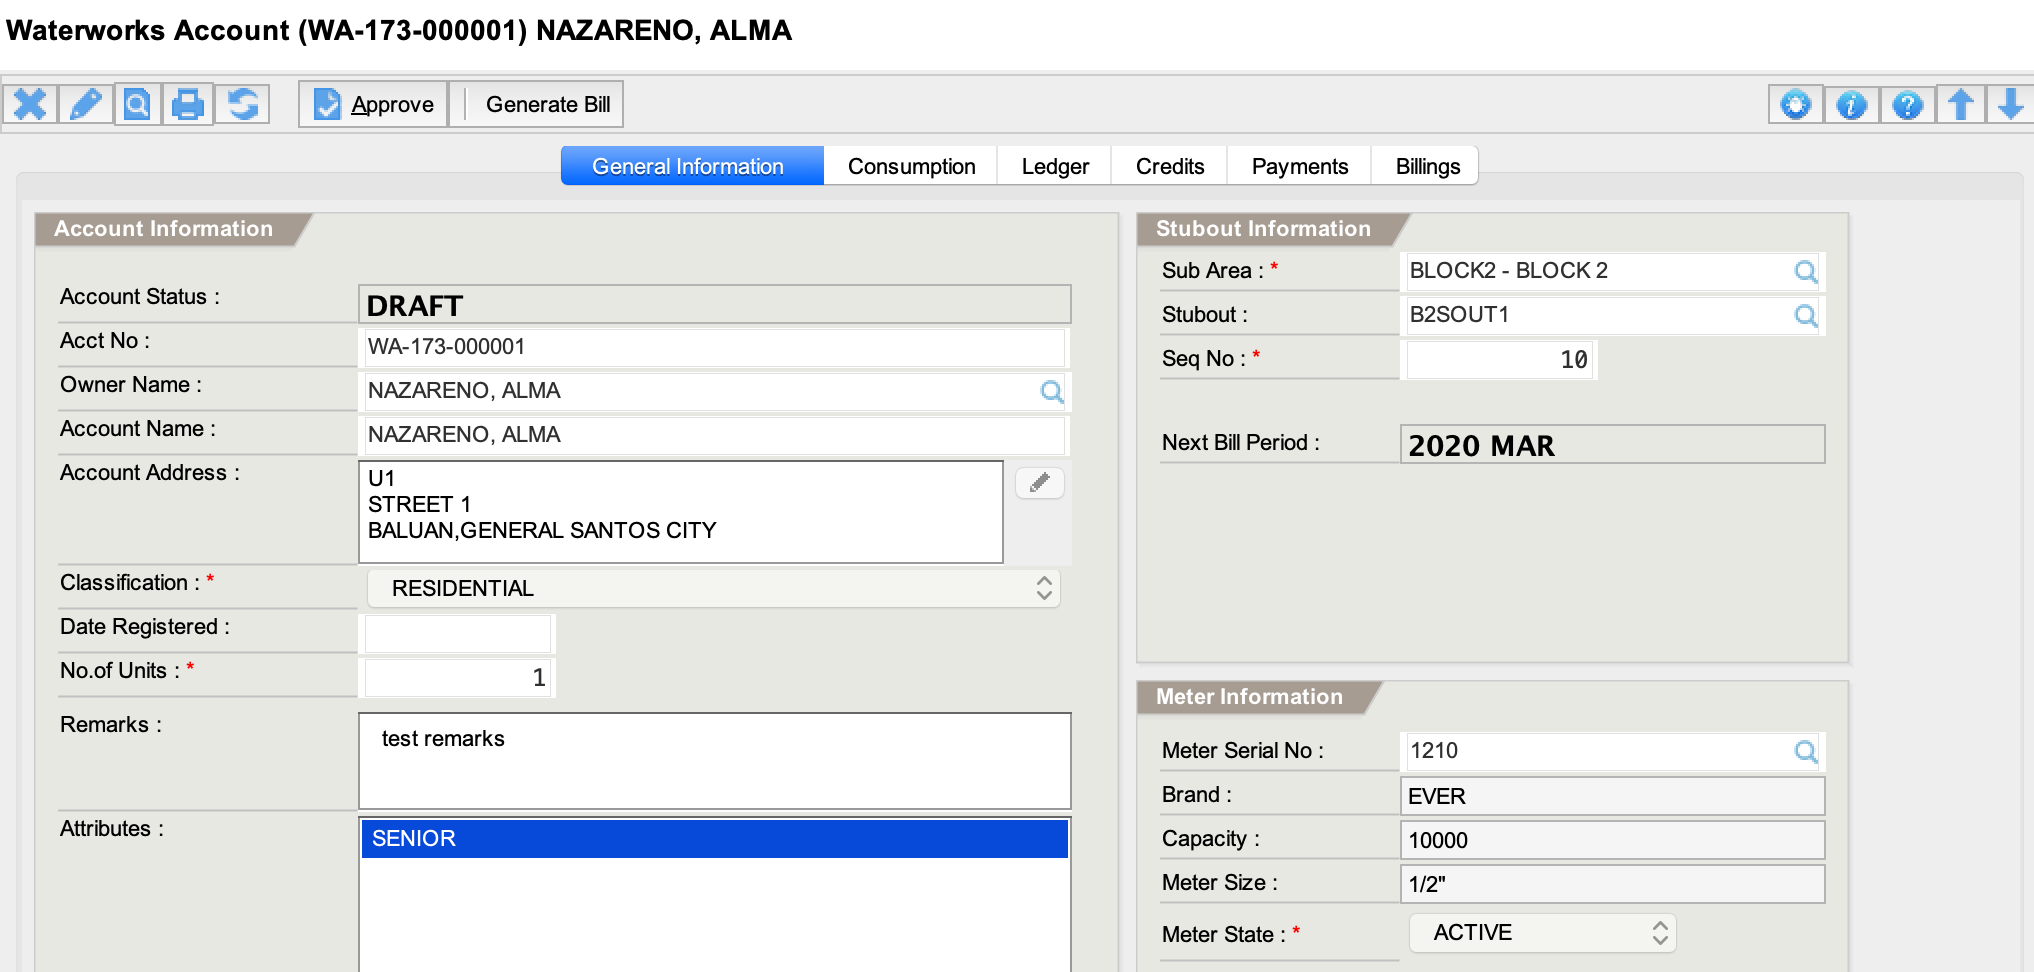 Waterworks Account (WA-173-000001) NAZARENO, ALMA
Approve
Generate Bill
General Information
Consumption
Ledger
Credits
Payments
Billings
Account Information
Account Status :
DRAFT
Acct No :
WA-173-000001
Owner Name :
NAZARENO, ALMA
Account Name :
NAZARENO, ALMA
Account Address :
U1
STREET 1
BALUAN,GENERAL SANTOS CITY
Classification : *
RESIDENTIAL
Date Registered :
No.of Units : *
1
Remarks :
test remarks
Attributes :
SENIOR
Stubout Information
Sub Area : *
BLOCK2 - BLOCK 2
Stubout :
B2SOUT1
Seq No : *
10
Next Bill Period :
2020 MAR
Meter Information
Meter Serial No :
1210
Brand :
EVER
Capacity :
10000
Meter Size :
1/2"
Meter State : *
ACTIVE